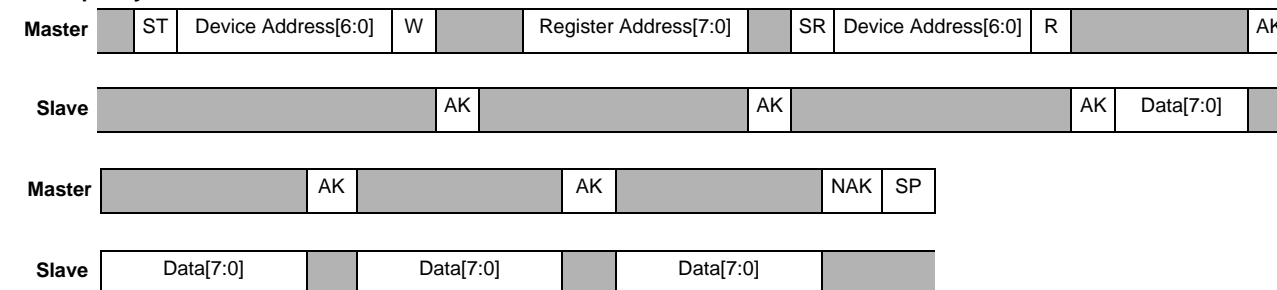 Master ST Device Address[6:0] W Register Address[7:0] SR Device Address[6:0] R AK
Slave AK AK AK Data[7:0]
Master AK AK NAK SP
Slave Data[7:0] Data[7:0] Data[7:0]